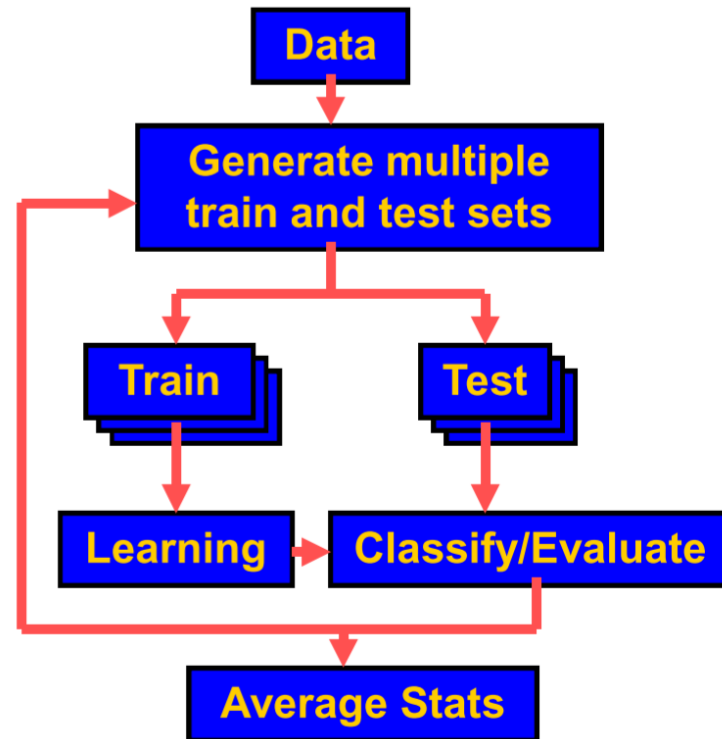 Data
Generate multiple
train and test sets
Train
Test
Learning
Classify/Evaluate
Average Stats